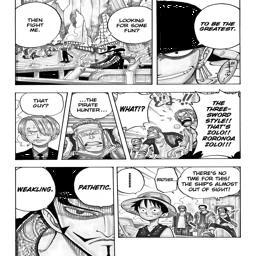 TO BE THE
GREATEST.
LOOKING
FOR SOME
FUN?
THEN
FIGHT
ME.
THE
THREE-
SWORD
STYLE!!
THAT'S
ZOLO!!
RORONOA
ZOLO!!!
WHAT!?
...THE
PIRATE
HUNTER...
THAT
GUY?
THERE'S NO
TIME FOR THIS!
THE SHIP'S ALMOST
OUT OF SIGHT!
BROTHER...
PATHETIC.
WEAKLING.